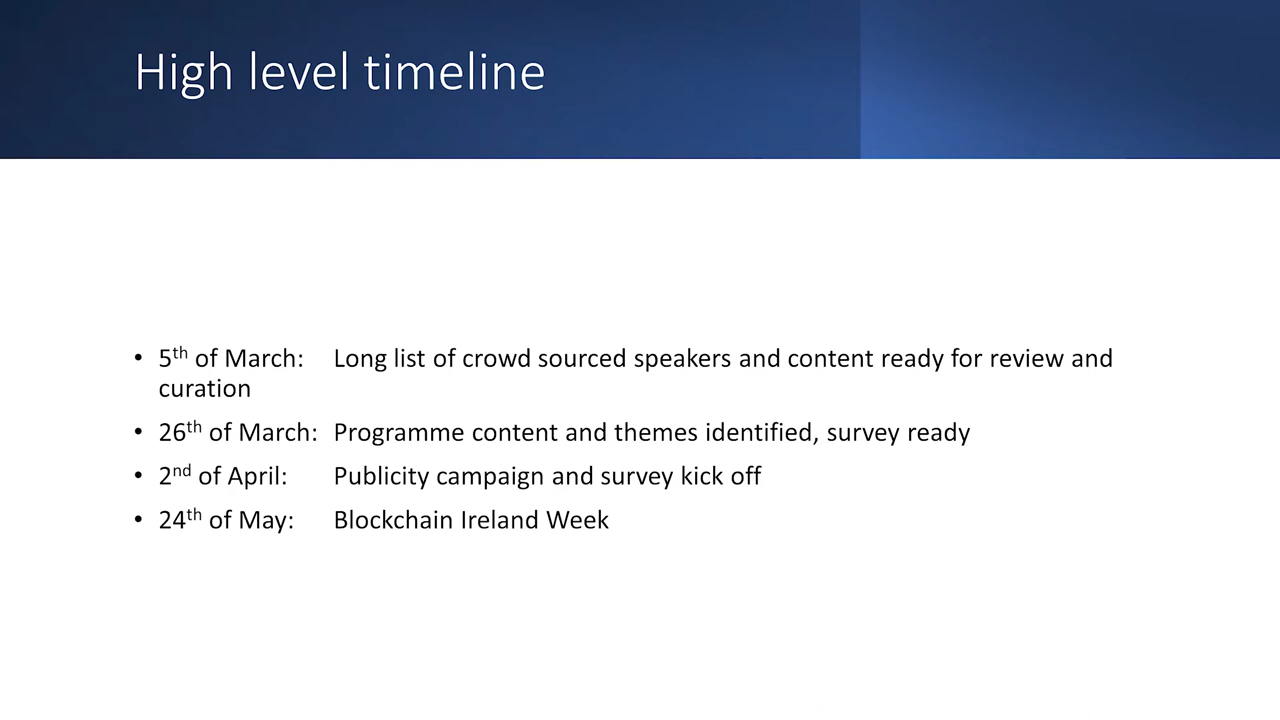 High level timeline
• 5th of March: Long list of crowd sourced speakers and content ready for review and
curation
• 26th of March: Programme content and themes identified, survey ready
• 2nd of April: Publicity campaign and survey kick off
• 24th of May: Blockchain Ireland Week